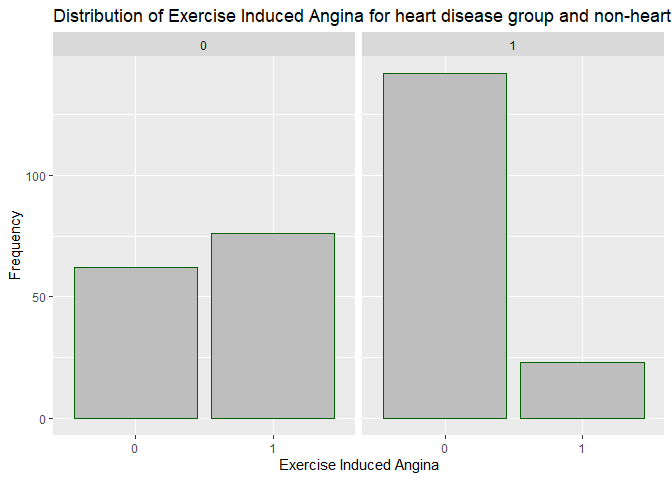 Distribution of Exercise Induced Angina for heart disease group and non-heart
0 1
Frequency
100
50
0
0 1 0 1
Exercise Induced Angina